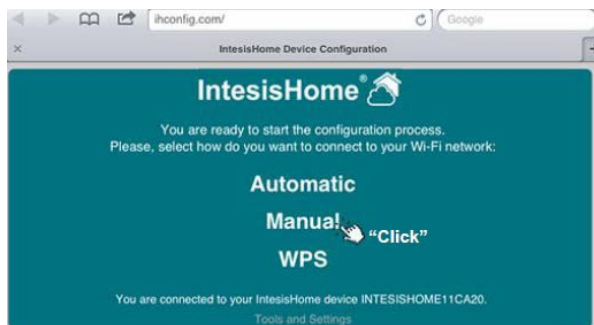 ihconfig.com/
Google
IntesisHome Device Configuration
IntesisHome®
You are ready to start the configuration process.
Please, select how do you want to connect to your Wi-Fi network:
Automatic
Manual
"Click"
WPS
You are connected to your IntesisHome device INTESISHOME11CA20.
Tools and Settings